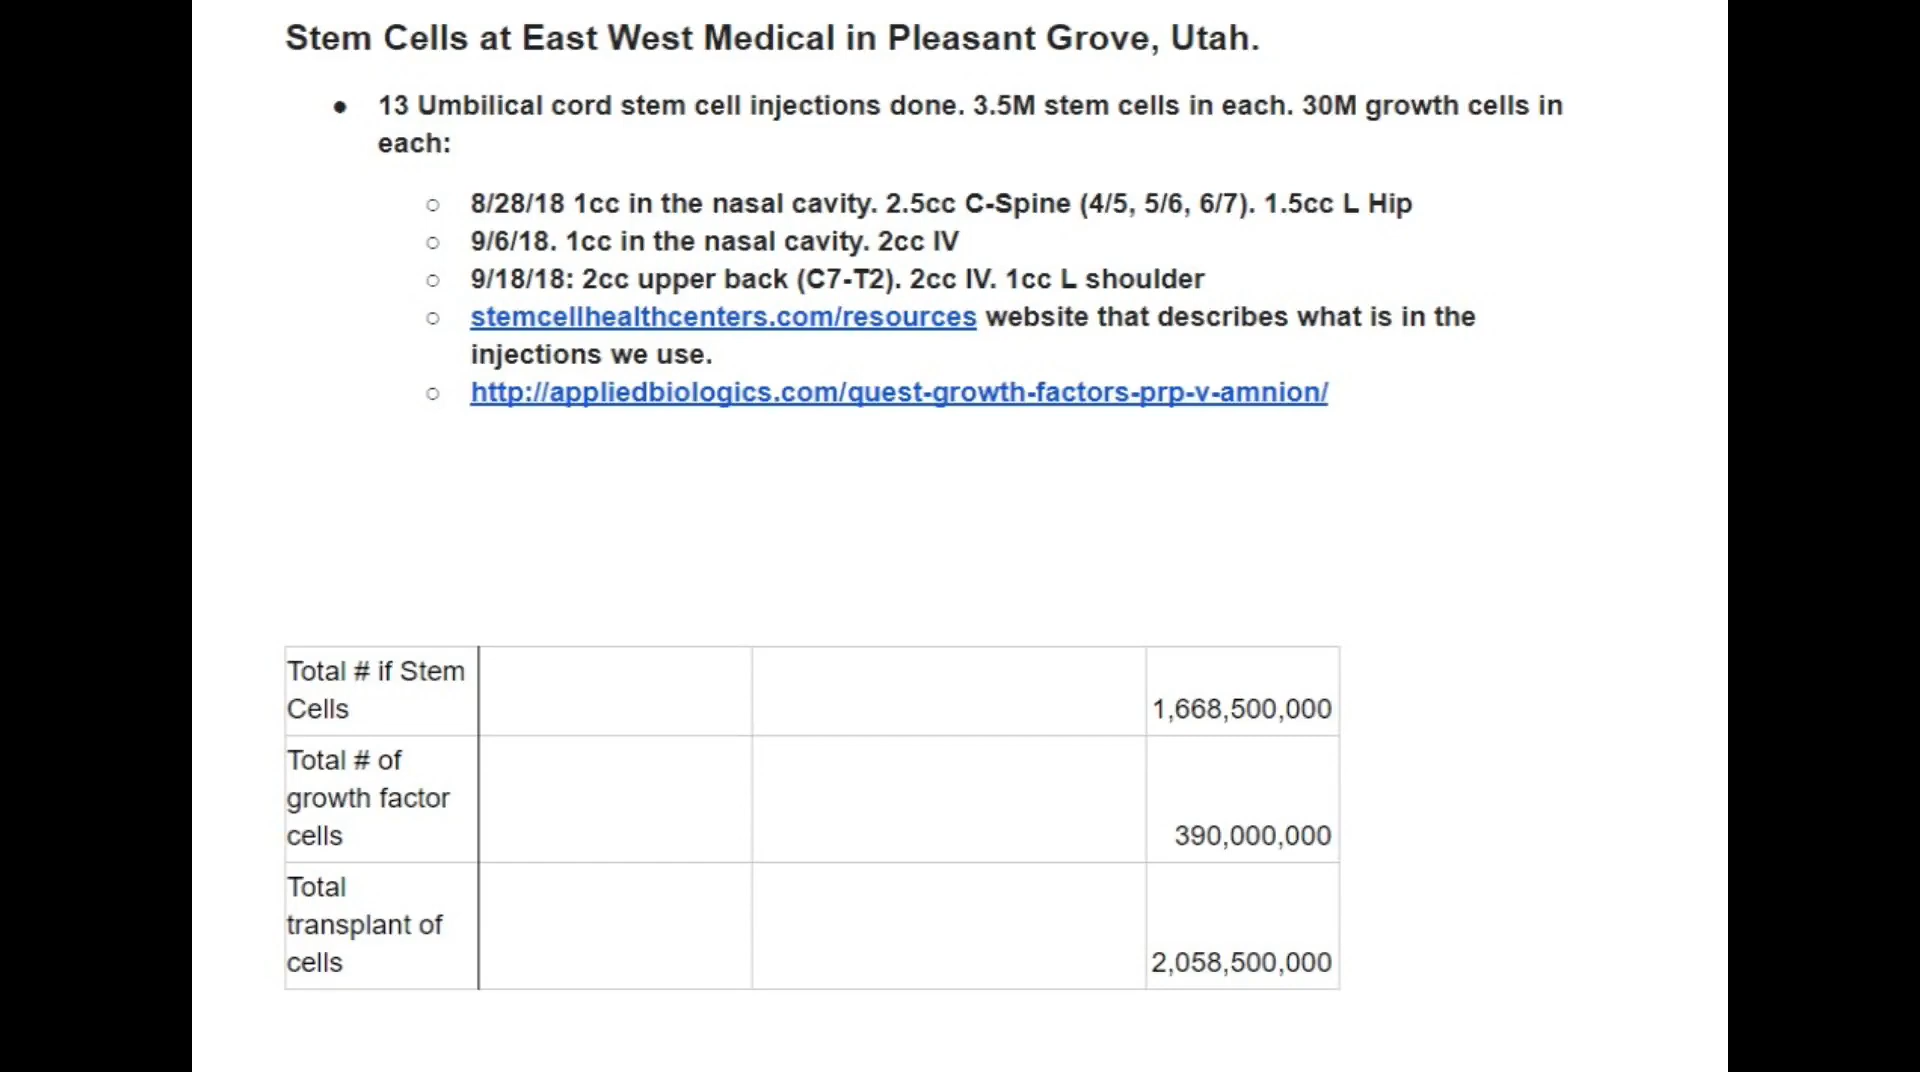 Stem Cells at East West Medical in Pleasant Grove, Utah.
● 13 Umbilical cord stem cell injections done. 3.5M stem cells in each. 30M growth cells in
each:
○ 8/28/18 1cc in the nasal cavity. 2.5cc C-Spine (4/5, 5/6, 6/7). 1.5cc L Hip
○ 9/6/18. 1cc in the nasal cavity. 2cc IV
○ 9/18/18: 2cc upper back (C7-T2). 2cc IV. 1cc L shoulder
○ stemcellhealthcenters.com/resources website that describes what is in the
injections we use.
○ http://appliedbiologics.com/quest-growth-factors-prp-v-amnion/
Total # if Stem
Cells 1,668,500,000
Total # of
growth factor
cells 390,000,000
Total
transplant of
cells 2,058,500,000